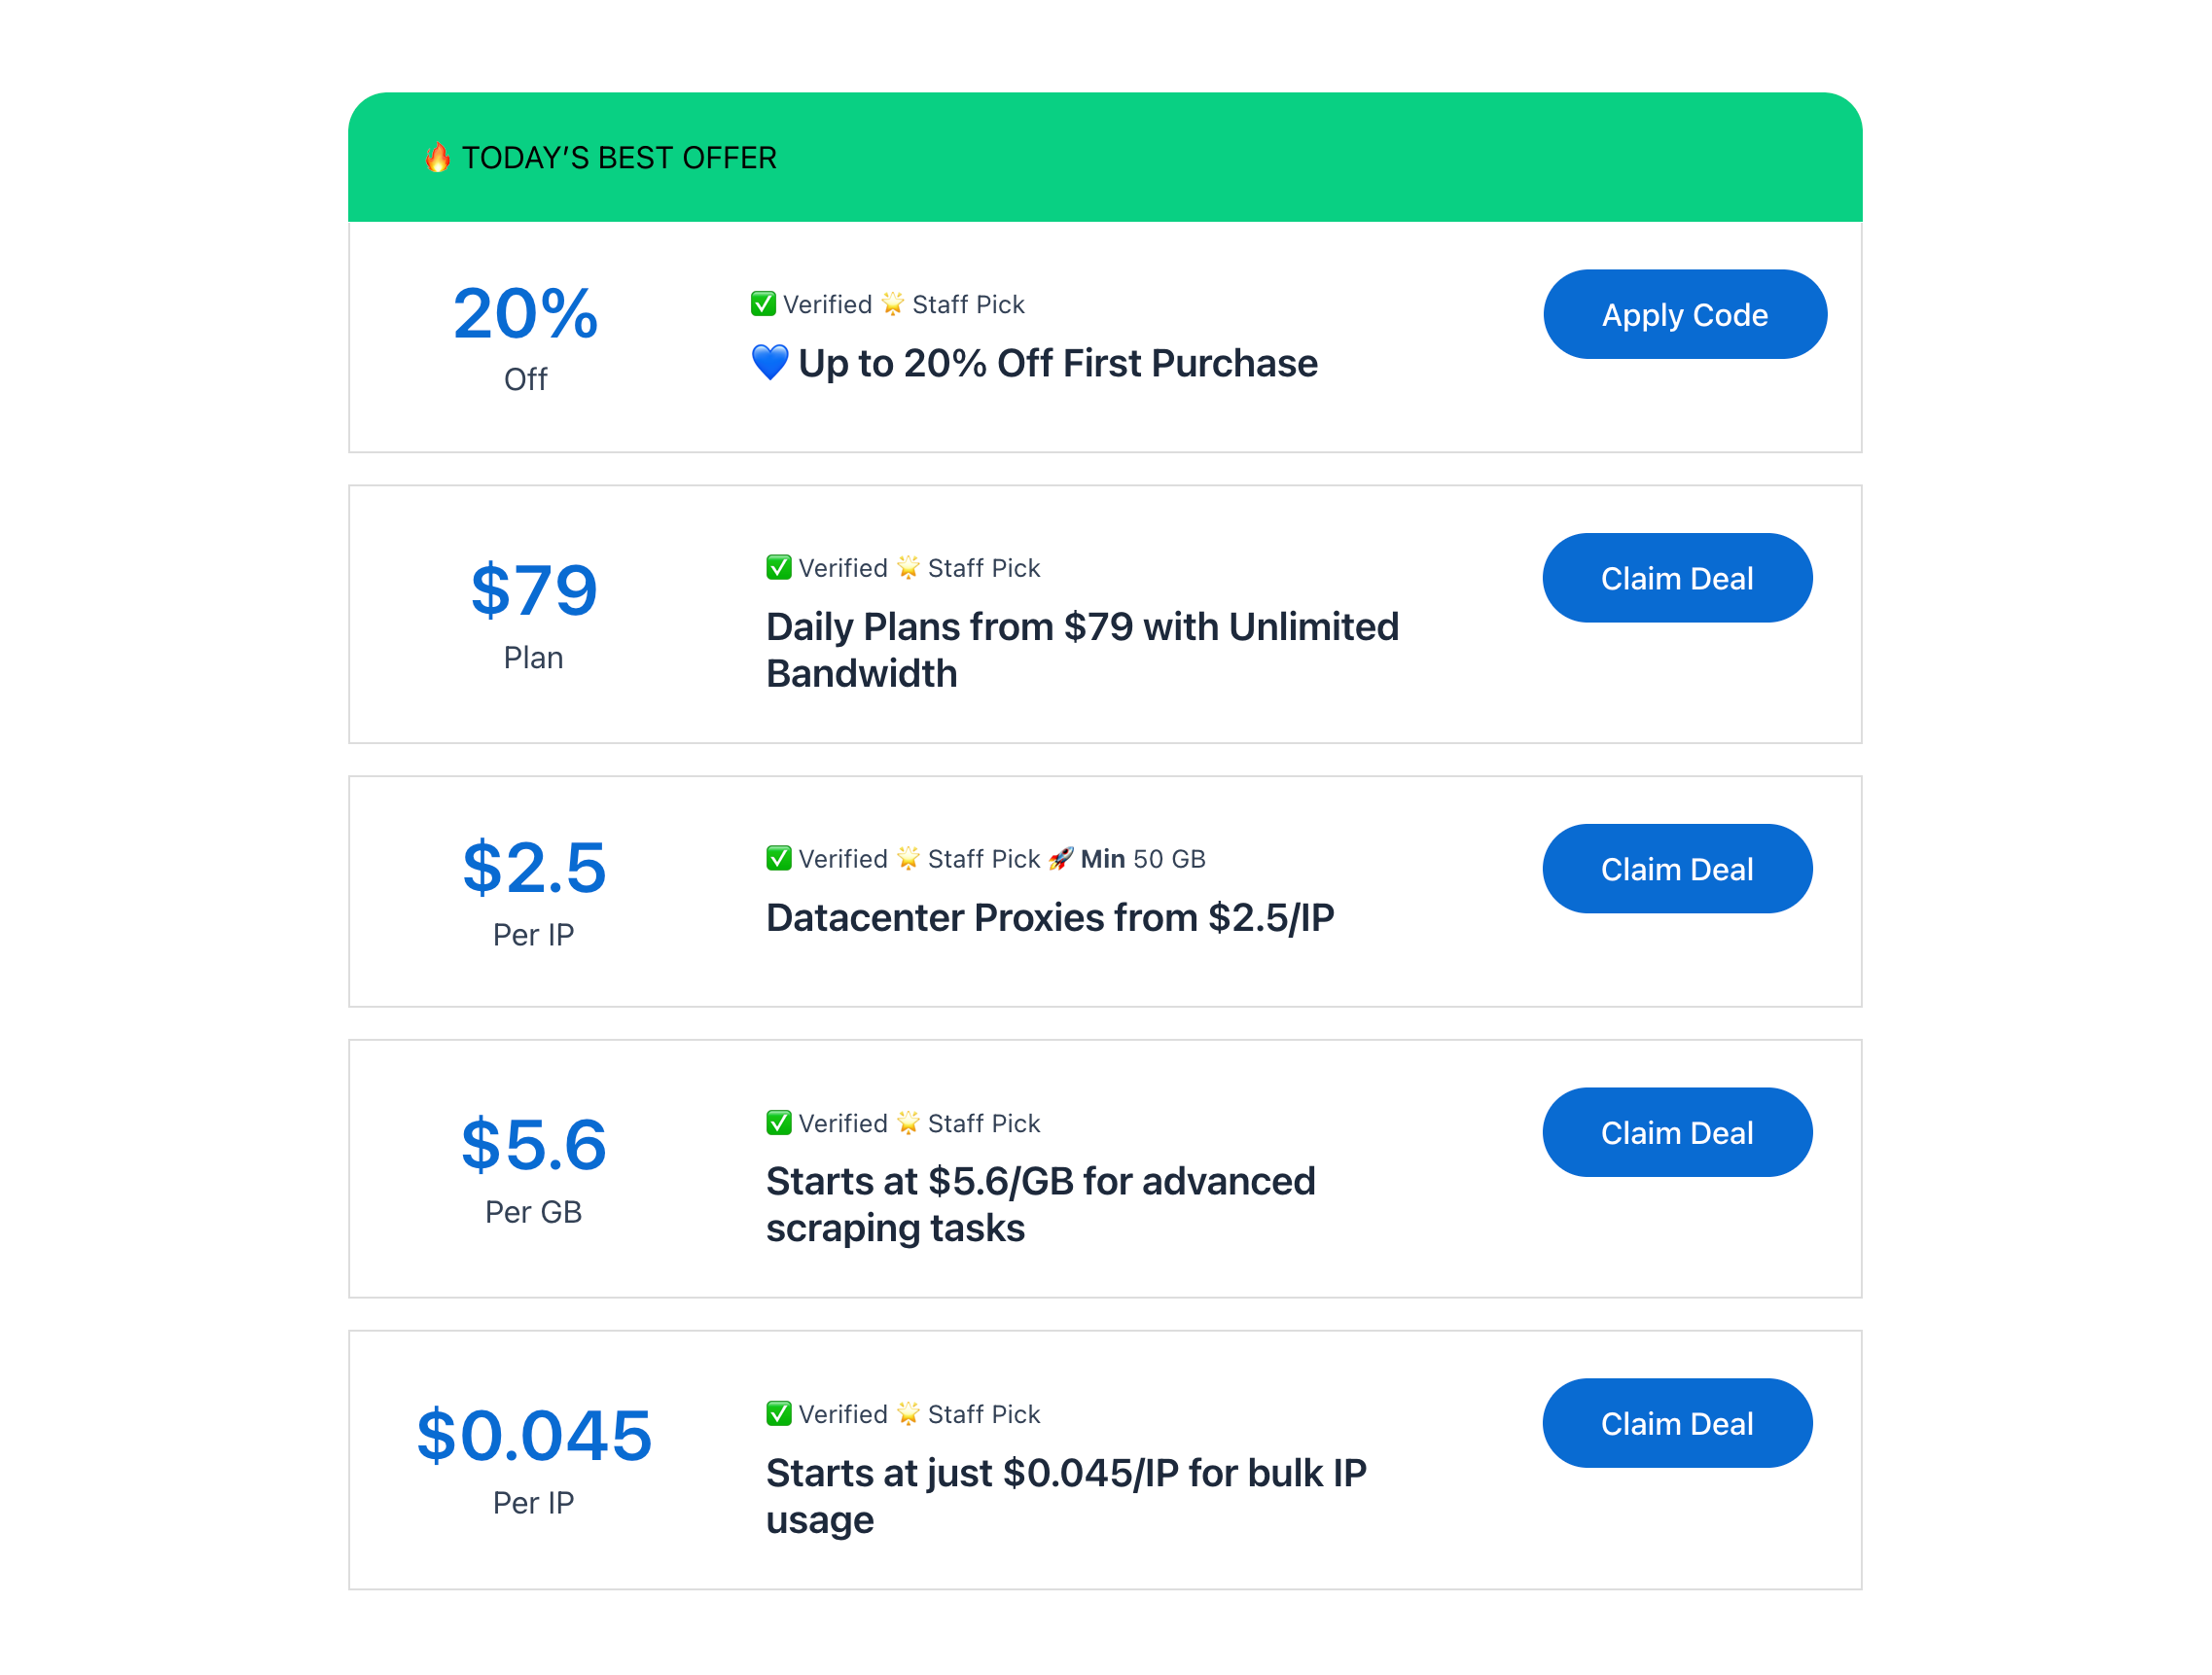 🔥 TODAY’S BEST OFFER
20%
Off
✅ Verified 🌟 Staff Pick
💙 Up to 20% Off First Purchase
Apply Code
$79
Plan
✅ Verified 🌟 Staff Pick
Daily Plans from $79 with Unlimited
Bandwidth
Claim Deal
$2.5
Per IP
✅ Verified 🌟 Staff Pick 🚀 Min 50 GB
Datacenter Proxies from $2.5/IP
Claim Deal
$5.6
Per GB
✅ Verified 🌟 Staff Pick
Starts at $5.6/GB for advanced
scraping tasks
Claim Deal
$0.045
Per IP
✅ Verified 🌟 Staff Pick
Starts at just $0.045/IP for bulk IP
usage
Claim Deal